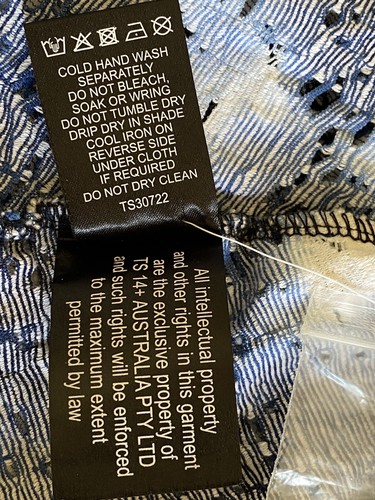 COLD HAND WASH
SEPARATELY
DO NOT BLEACH,
SOAK OR WRING
DO NOT TUMBLE DRY
DRIP DRY IN SHADE
COOL IRON ON
REVERSE SIDE
UNDER CLOTH
IF REQUIRED
DO NOT DRY CLEAN
TS30722
All intellectual property
and other rights in this garment
are the exclusive property of
TS 14+ AUSTRALIA PTY LTD
and such rights will be enforced
to the maximum extent
permitted by law